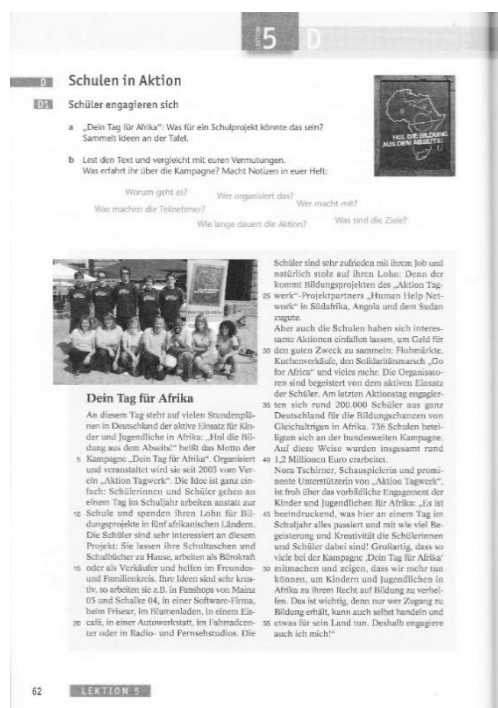 LEKTION 5 D
D Schulen in Aktion
D1 Schüler engagieren sich
a „Dein Tag für Afrika“: Was für ein Schulprojekt könnte das sein?
Sammelt Ideen an der Tafel.
b Lest den Text und vergleicht mit euren Vermutungen.
Was erfahrt ihr über die Kampagne? Macht Notizen in euer Heft:
HOL DIE BILDUNG
AUS DEM ABSEITS!
Worum geht es?
Wer organisiert das?
Wer macht mit?
Was machen die Teilnehmer?
Wie lange dauert die Aktion?
Was sind die Ziele?
Dein Tag für Afrika
An diesem Tag steht auf vielen Stundenplä-
nen in Deutschland der aktive Einsatz für Kin-
der und Jugendliche in Afrika: „Hol die Bil-
dung aus dem Abseits!“ heißt das Motto der
5 Kampagne „Dein Tag für Afrika“. Organisiert
und veranstaltet wird sie seit 2003 vom Ver-
ein „Aktion Tagwerk“. Die Idee ist ganz ein-
fach: Schülerinnen und Schüler gehen an
einem Tag im Schuljahr arbeiten anstatt zur
10 Schule und spenden ihren Lohn für Bil-
dungsprojekte in fünf afrikanischen Ländern.
Die Schüler sind sehr interessiert an diesem
Projekt: Sie lassen ihre Schultaschen und
Schulbücher zu Hause, arbeiten als Bürokraft
15 oder als Verkäufer und helfen im Freundes-
und Familienkreis. Ihre Ideen sind sehr krea-
tiv, so arbeiten sie z.B. in Fanshops von Mainz
05 und Schalke 04, in einer Software-Firma,
beim Friseur, im Blumenladen, in einem Eis-
20 café, in einer Autowerkstatt, im Fahrradcen-
ter oder in Radio- und Fernsehstudios. Die
Schüler sind sehr zufrieden mit ihrem Job und
natürlich stolz auf ihren Lohn: Denn der
kommt Bildungsprojekten des „Aktion Tag-
25 werk“-Projektpartners „Human Help Net-
work“ in Südafrika, Angola und dem Sudan
zugute.
Aber auch die Schulen haben sich interes-
sante Aktionen einfallen lassen, um Geld für
30 den guten Zweck zu sammeln: Flohmärkte,
Kuchenverkäufe, den Solidaritätsmarsch „Go
for Africa“ und vieles mehr. Die Organisato-
ren sind begeistert von dem aktiven Einsatz
der Schüler. Am letzten Aktionstag engagier-
35 ten sich rund 200.000 Schüler aus ganz
Deutschland für die Bildungschancen von
Gleichaltrigen in Afrika. 738 Schulen betei-
ligten sich an der bundesweiten Kampagne.
Auf diese Weise wurden insgesamt rund
40 1,2 Millionen Euro erarbeitet.
Nora Tschirner, Schauspielerin und promi-
nente Unterstützerin von „Aktion Tagwerk“,
ist froh über das vorbildliche Engagement der
Kinder und Jugendlichen für Afrika: „Es ist
45 beeindruckend, was hier an einem Tag im
Schuljahr alles passiert und mit wie viel Be-
geisterung und Kreativität die Schülerinnen
und Schüler dabei sind! Großartig, dass so
viele bei der Kampagne ‚Dein Tag für Afrika‘
50 mitmachen und zeigen, dass wir mehr tun
können, um Kindern und Jugendlichen in
Afrika zu ihrem Recht auf Bildung zu verhel-
fen. Das ist wichtig, denn nur wer Zugang zu
Bildung erhält, kann auch selbst handeln und
55 etwas für sein Land tun. Deshalb engagiere
auch ich mich!“
62 LEKTION 5